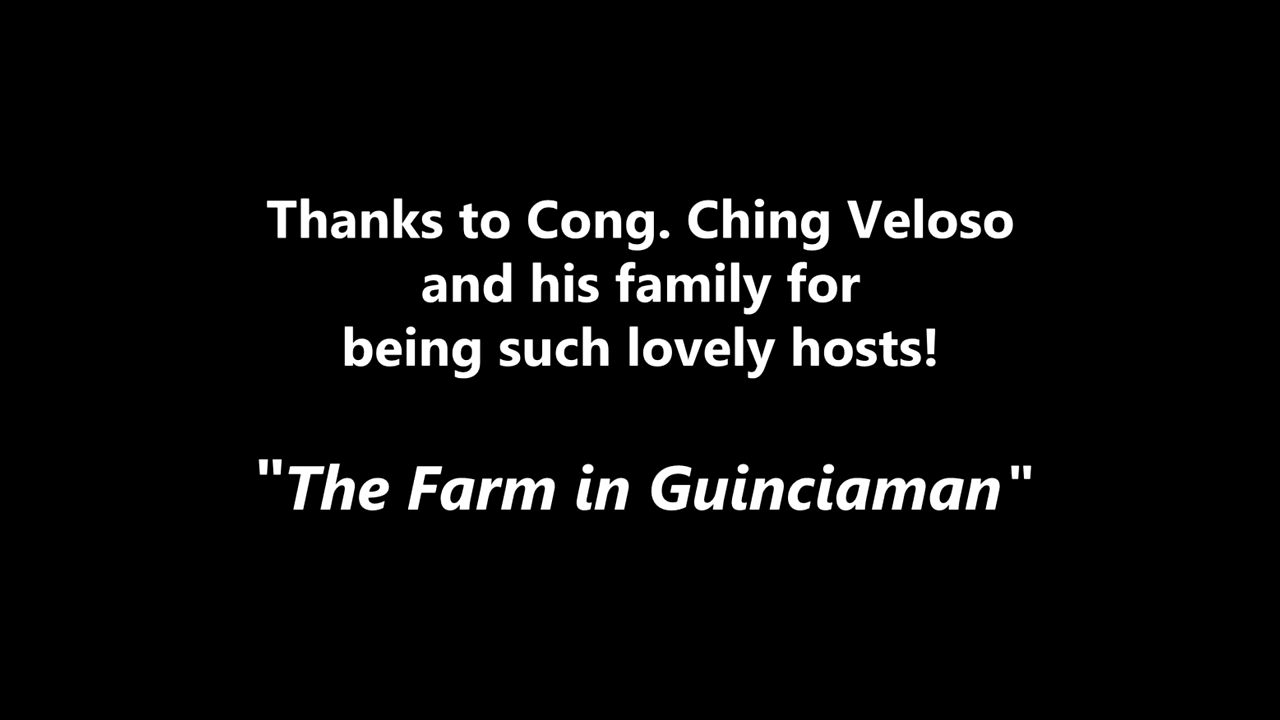 Thanks to Cong. Ching Veloso
and his family for
being such lovely hosts!
"The Farm in Guinciaman"